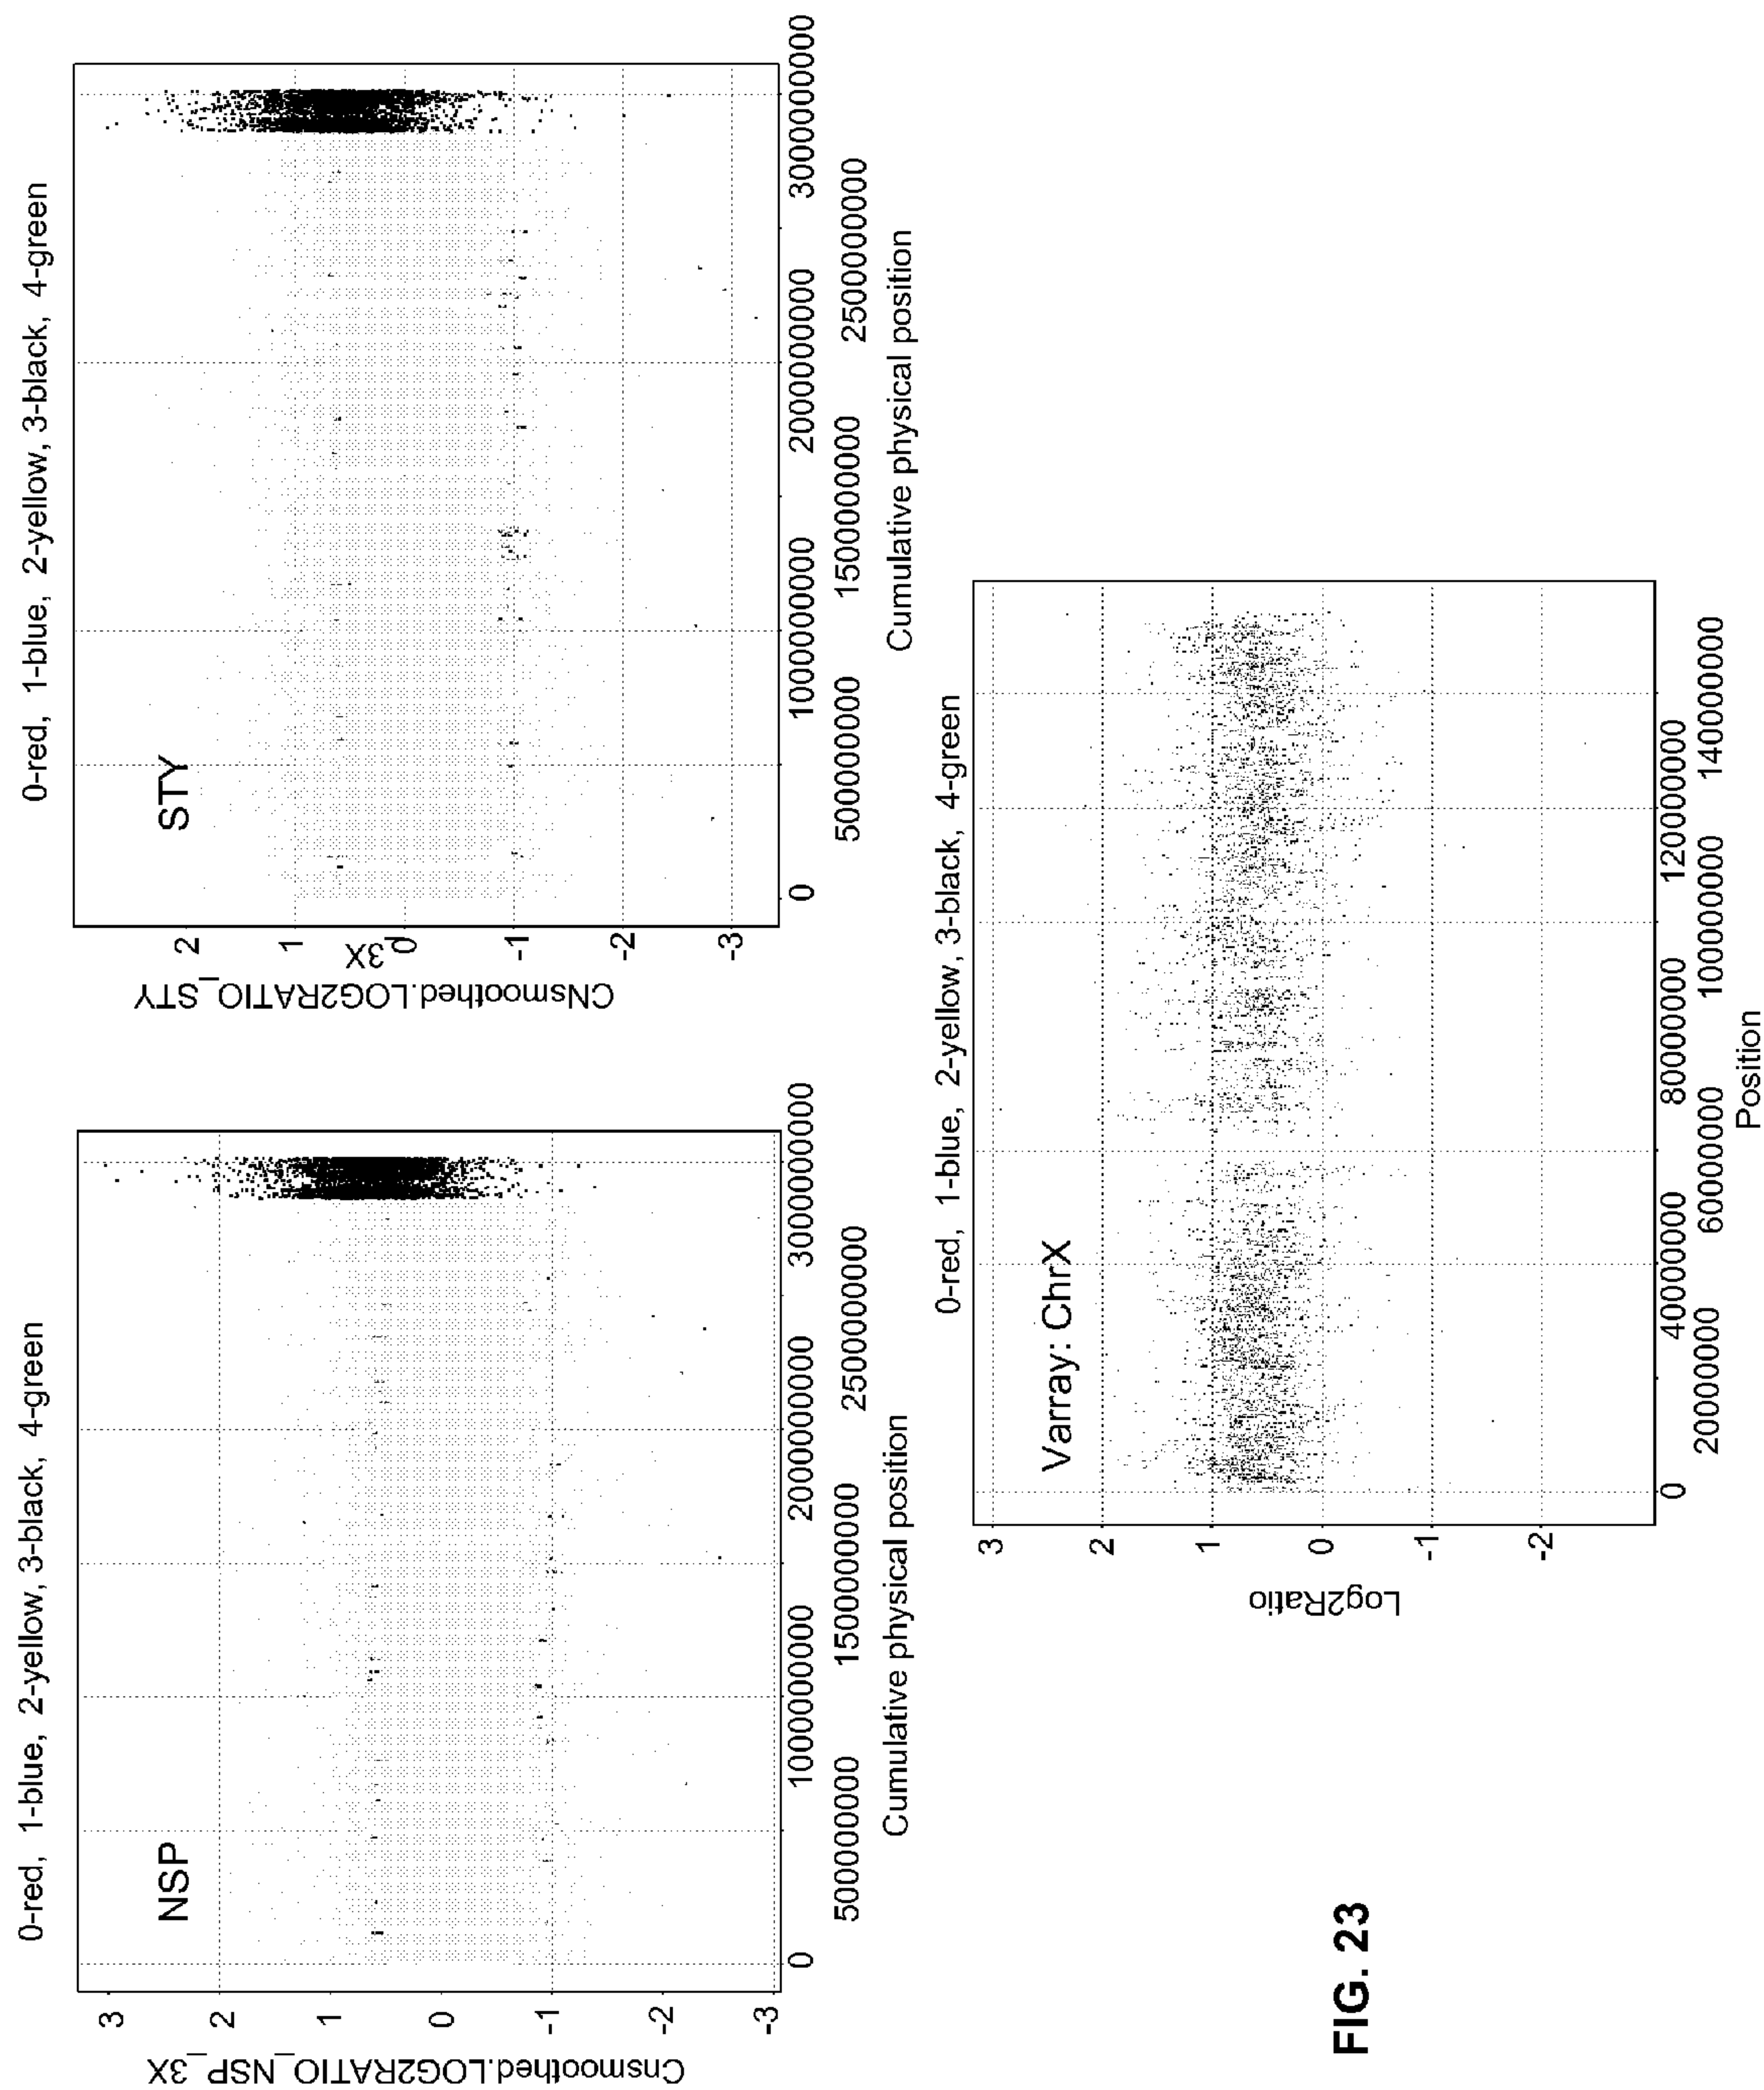 0-red, 1-blue, 2-yellow, 3-black, 4-green
NSP
3
2
1
0
-1
-2
-3
Cnsmoothed.LOG2RATIO_NSP_3X
0
1000000000
2000000000
3000000000
500000000
1500000000
2500000000
Cumulative physical position
0-red, 1-blue, 2-yellow, 3-black, 4-green
STY
2
1
0
-1
-2
-3
CNsmoothed.LOG2RATIO_STY
_3X
0
1000000000
2000000000
3000000000
500000000
1500000000
2500000000
Cumulative physical position
0-red, 1-blue, 2-yellow, 3-black, 4-green
Varray: ChrX
3
2
1
0
-1
-2
Log2Ratio
0
40000000
80000000
120000000
20000000
60000000
100000000
140000000
Position
FIG. 23